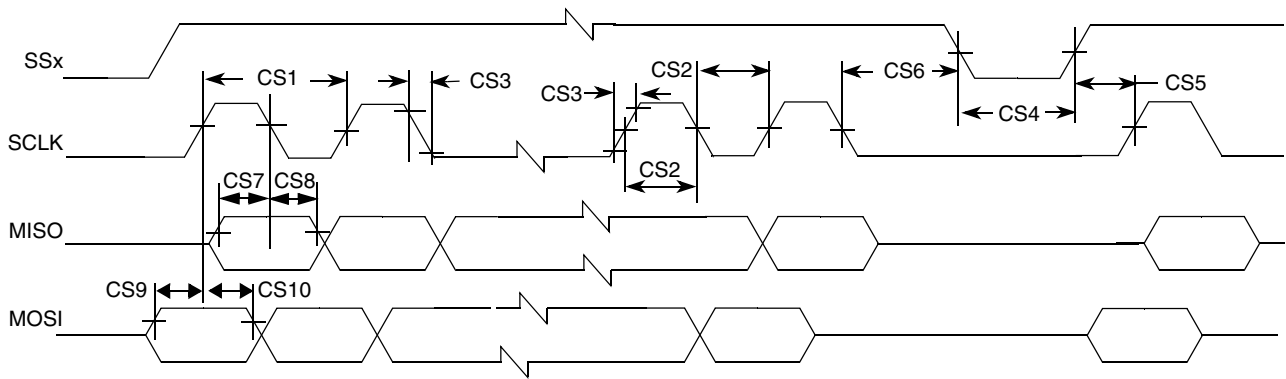 SSx
CS1
CS3
CS3
CS2
CS6
CS4
CS5
SCLK
CS2
CS7
CS8
MISO
CS9
CS10
MOSI